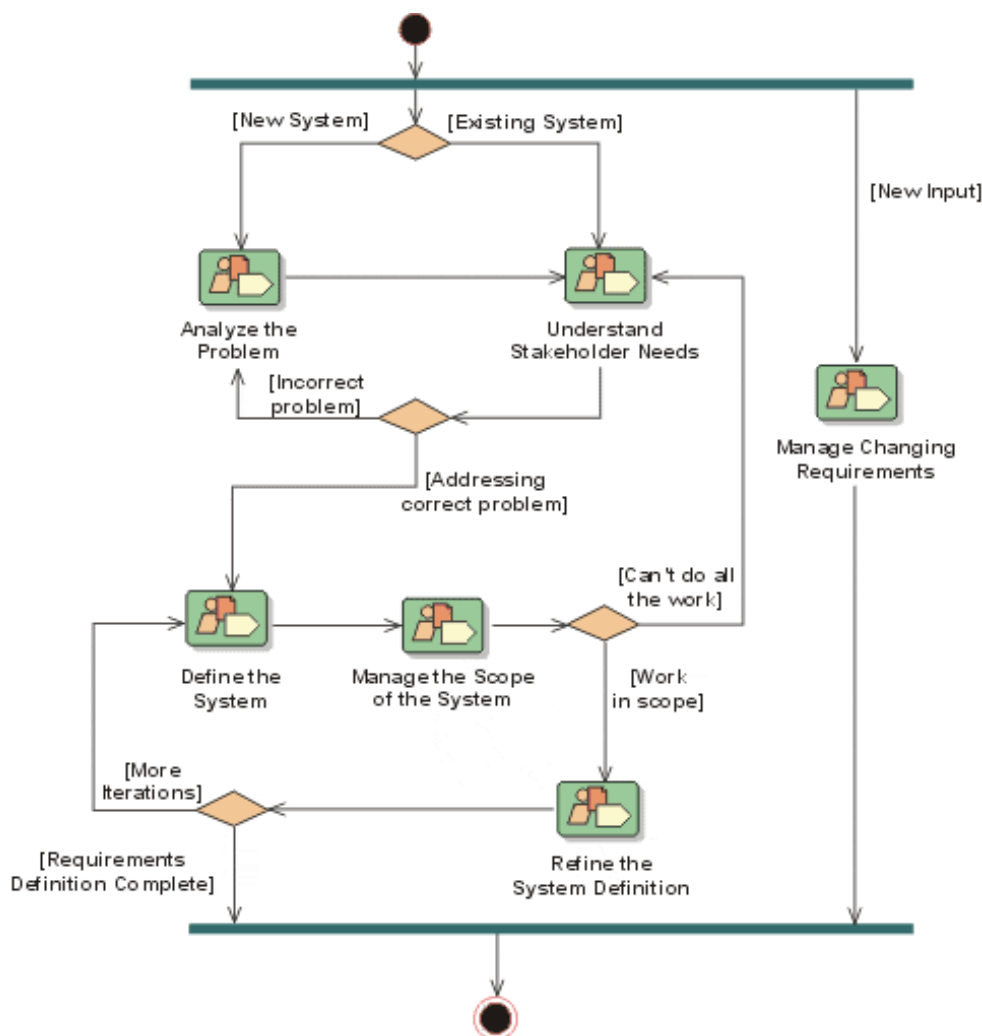 [New System]
[Existing System]
[New Input]
Analyze the
Problem
Understand
Stakeholder Needs
[Incorrect
problem]
Manage Changing
Requirements
[Addressing
correct problem]
[Can't do all
the work]
Define the
System
Manage the Scope
of the System
[Work
in scope]
[More
Iterations]
Refine the
System Definition
[Requirements
Definition Complete]